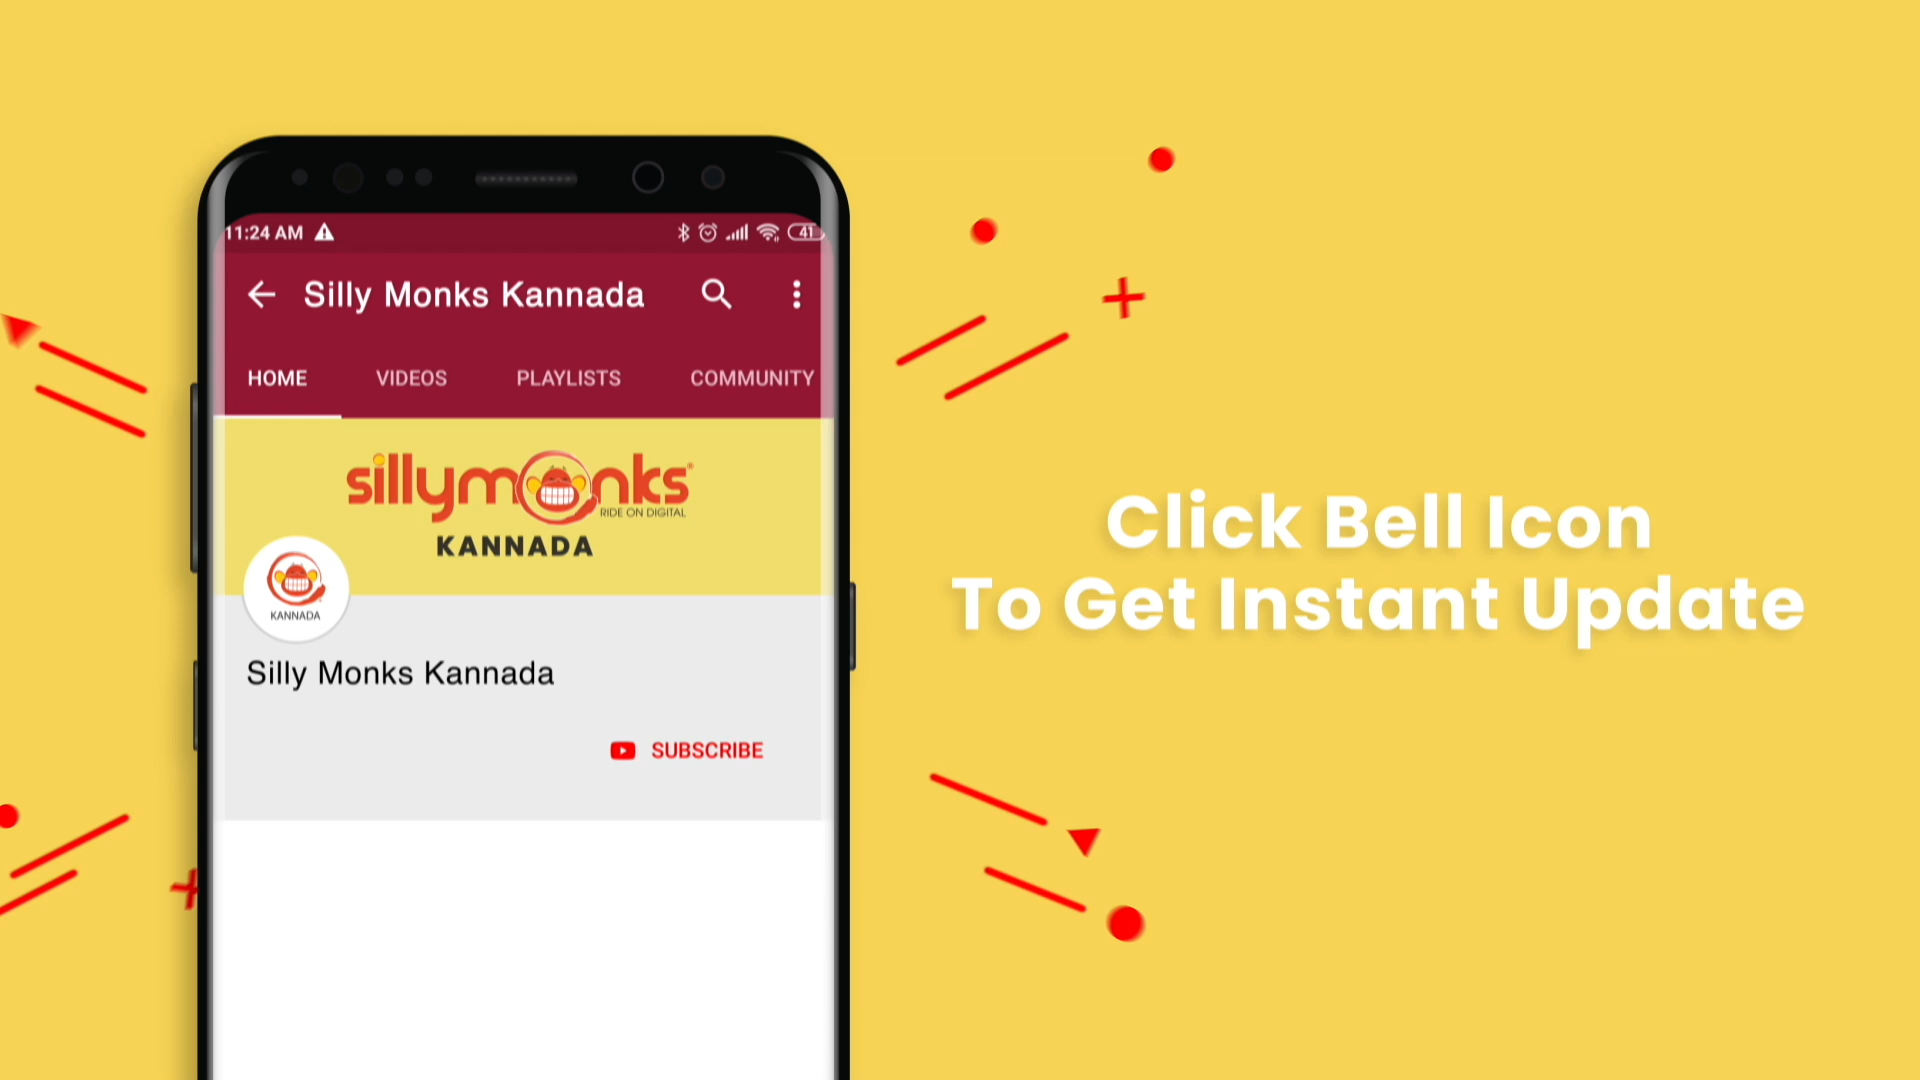 11:24 AM
41
Silly Monks Kannada
HOME VIDEOS PLAYLISTS COMMUNITY
sillymonks®
RIDE ON DIGITAL
KANNADA
KANNADA
Silly Monks Kannada
SUBSCRIBE
Click Bell Icon
To Get Instant Update